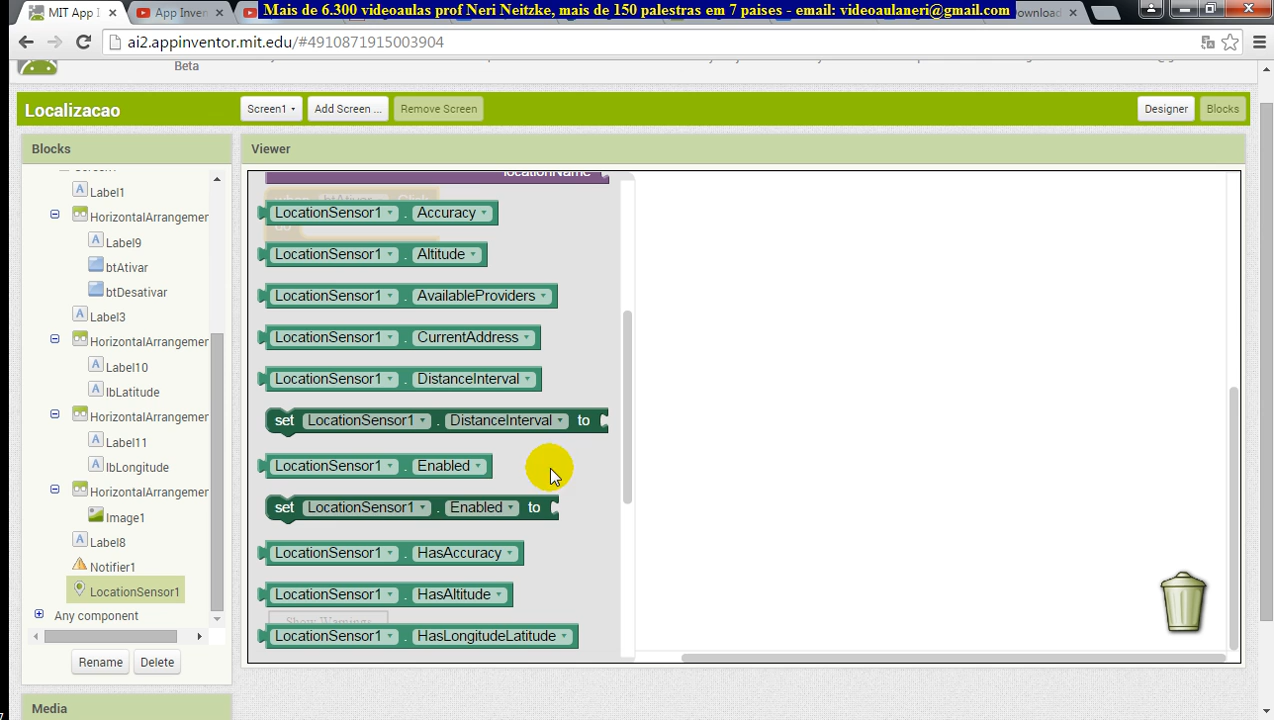 Mais de 6.300 videoaulas prof Neri Neitzke, mais de 150 palestras em 7 paises - email: videoaulaneri@gmail.com
MIT App I
App Inven
ownload
ai2.appinventor.mit.edu/#4910871915003904
Beta
Localizacao
Screen1
Add Screen ...
Remove Screen
Designer
Blocks
Blocks
Viewer
Label1
HorizontalArrangemer
Label9
btAtivar
btDesativar
Label3
HorizontalArrangemer
Label10
lbLatitude
HorizontalArrangemer
Label11
lbLongitude
HorizontalArrangemer
Image1
Label8
Notifier1
LocationSensor1
Any component
Rename
Delete
Media
locationName
LocationSensor1 . Accuracy
LocationSensor1 . Altitude
LocationSensor1 . AvailableProviders
LocationSensor1 . CurrentAddress
LocationSensor1 . DistanceInterval
set LocationSensor1 . DistanceInterval to
LocationSensor1 . Enabled
set LocationSensor1 . Enabled to
LocationSensor1 . HasAccuracy
LocationSensor1 . HasAltitude
Show Warnings
LocationSensor1 . HasLongitudeLatitude